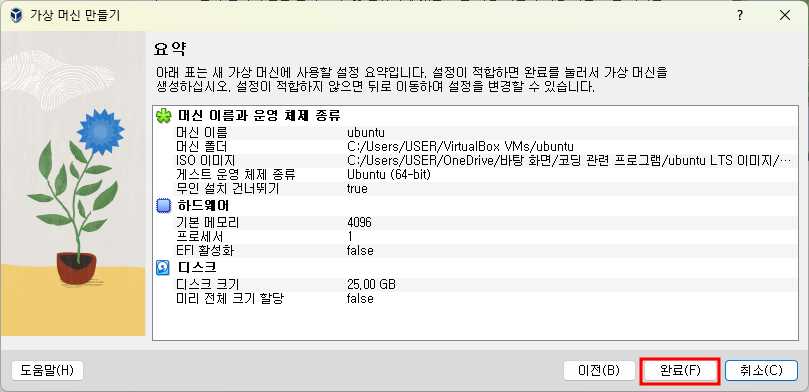 가상 머신 만들기
요약
아래 표는 새 가상 머신에 사용할 설정 요약입니다. 설정이 적합하면 완료를 눌러서 가상 머신을
생성하십시오. 설정이 적합하지 않으면 뒤로 이동하여 설정을 변경할 수 있습니다.
머신 이름과 운영 체제 종류
머신 이름 ubuntu
머신 폴더 C:/Users/USER/VirtualBox VMs/ubuntu
ISO 이미지 C:/Users/USER/OneDrive/바탕 화면/코딩 관련 프로그램/ubuntu LTS 이미지/···
게스트 운영 체제 종류 Ubuntu (64-bit)
무인 설치 건너뛰기 true
하드웨어
기본 메모리 4096
프로세서 1
EFI 활성화 false
디스크
디스크 크기 25,00 GB
미리 전체 크기 할당 false
도움말(H) 이전(B) 완료(F) 취소(C)